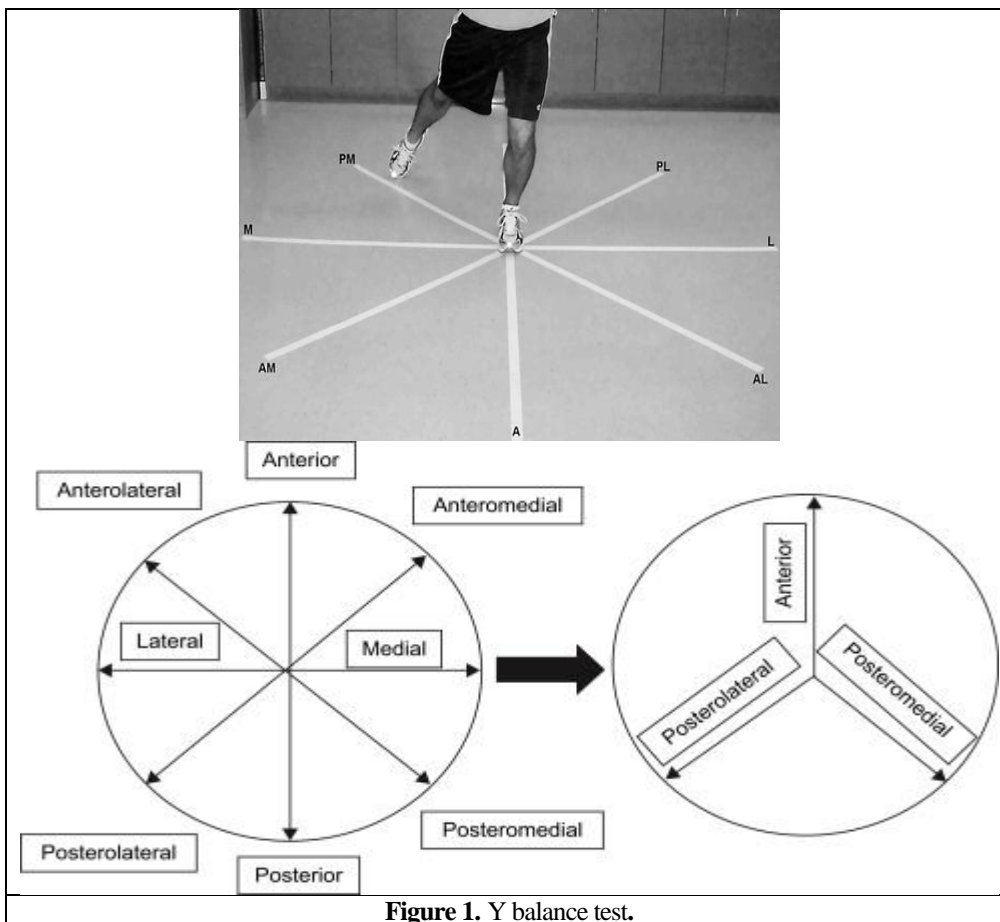 PM
PL
M
L
AM
AL
A
Anterior
Anterolateral
Anteromedial
Lateral
Medial
Posterolateral
Posteromedial
Posterior
Anterior
Posterolateral
Posteromedial
Figure 1. Y balance test.